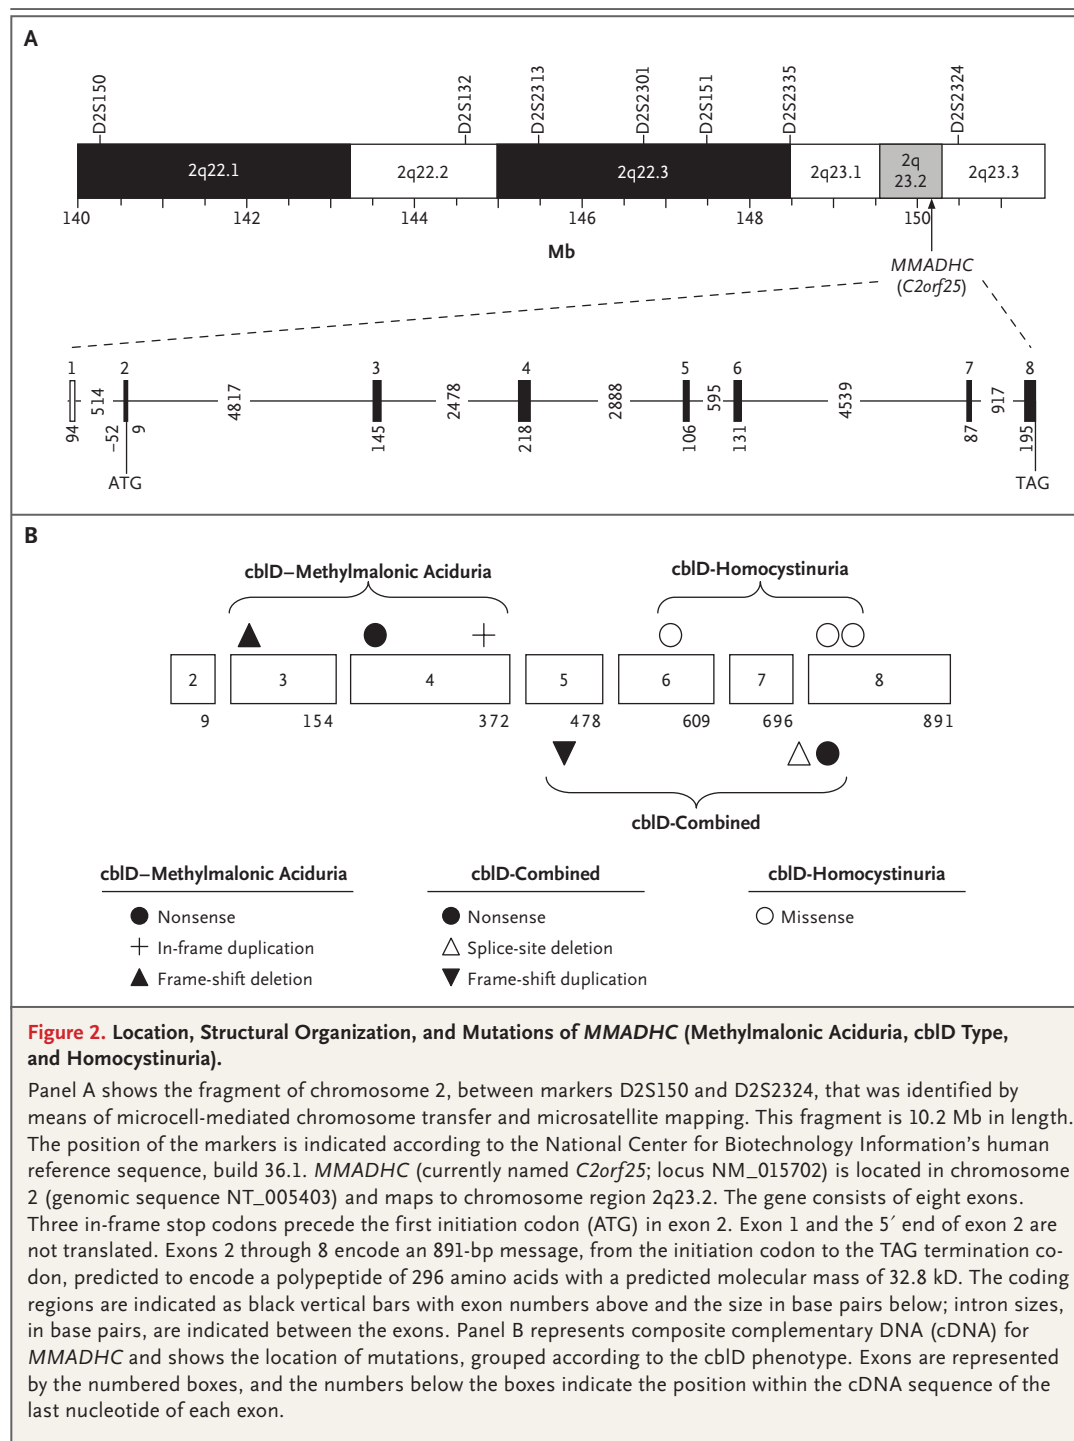 A
D2S150
D2S132
D2S2313
D2S2301
D2S151
D2S2335
D2S2324
2q22.1
2q22.2
2q22.3
2q23.1
2q
23.2
2q23.3
140
142
144
146
148
150
Mb
MMADHC
(C2orf25)
1
2
3
4
5
6
7
8
514
4817
2478
2888
595
4539
917
94
–52
9
145
218
106
131
87
195
ATG
TAG
B
cblD–Methylmalonic Aciduria
cblD-Homocystinuria
2
3
4
5
6
7
8
9
154
372
478
609
696
891
cblD-Combined
cblD–Methylmalonic Aciduria
Nonsense
In-frame duplication
Frame-shift deletion
cblD-Combined
Nonsense
Splice-site deletion
Frame-shift duplication
cblD-Homocystinuria
Missense
Figure 2. Location, Structural Organization, and Mutations of MMADHC (Methylmalonic Aciduria, cblD Type,
and Homocystinuria).
Panel A shows the fragment of chromosome 2, between markers D2S150 and D2S2324, that was identified by
means of microcell-mediated chromosome transfer and microsatellite mapping. This fragment is 10.2 Mb in length.
The position of the markers is indicated according to the National Center for Biotechnology Information's human
reference sequence, build 36.1. MMADHC (currently named C2orf25; locus NM_015702) is located in chromosome
2 (genomic sequence NT_005403) and maps to chromosome region 2q23.2. The gene consists of eight exons.
Three in-frame stop codons precede the first initiation codon (ATG) in exon 2. Exon 1 and the 5′ end of exon 2 are
not translated. Exons 2 through 8 encode an 891-bp message, from the initiation codon to the TAG termination co-
don, predicted to encode a polypeptide of 296 amino acids with a predicted molecular mass of 32.8 kD. The coding
regions are indicated as black vertical bars with exon numbers above and the size in base pairs below; intron sizes,
in base pairs, are indicated between the exons. Panel B represents composite complementary DNA (cDNA) for
MMADHC and shows the location of mutations, grouped according to the cblD phenotype. Exons are represented
by the numbered boxes, and the numbers below the boxes indicate the position within the cDNA sequence of the
last nucleotide of each exon.